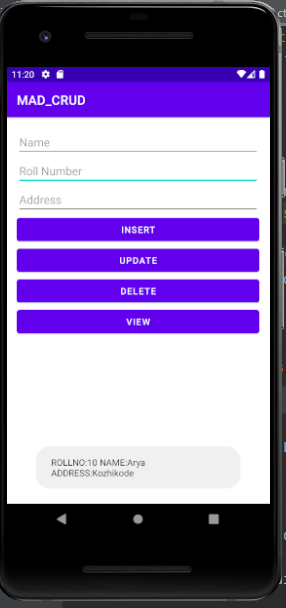 11:20
MAD_CRUD
Name
Roll Number
Address
INSERT
UPDATE
DELETE
VIEW
ROLLNO:10 NAME:Arya
ADDRESS:Kozhikode